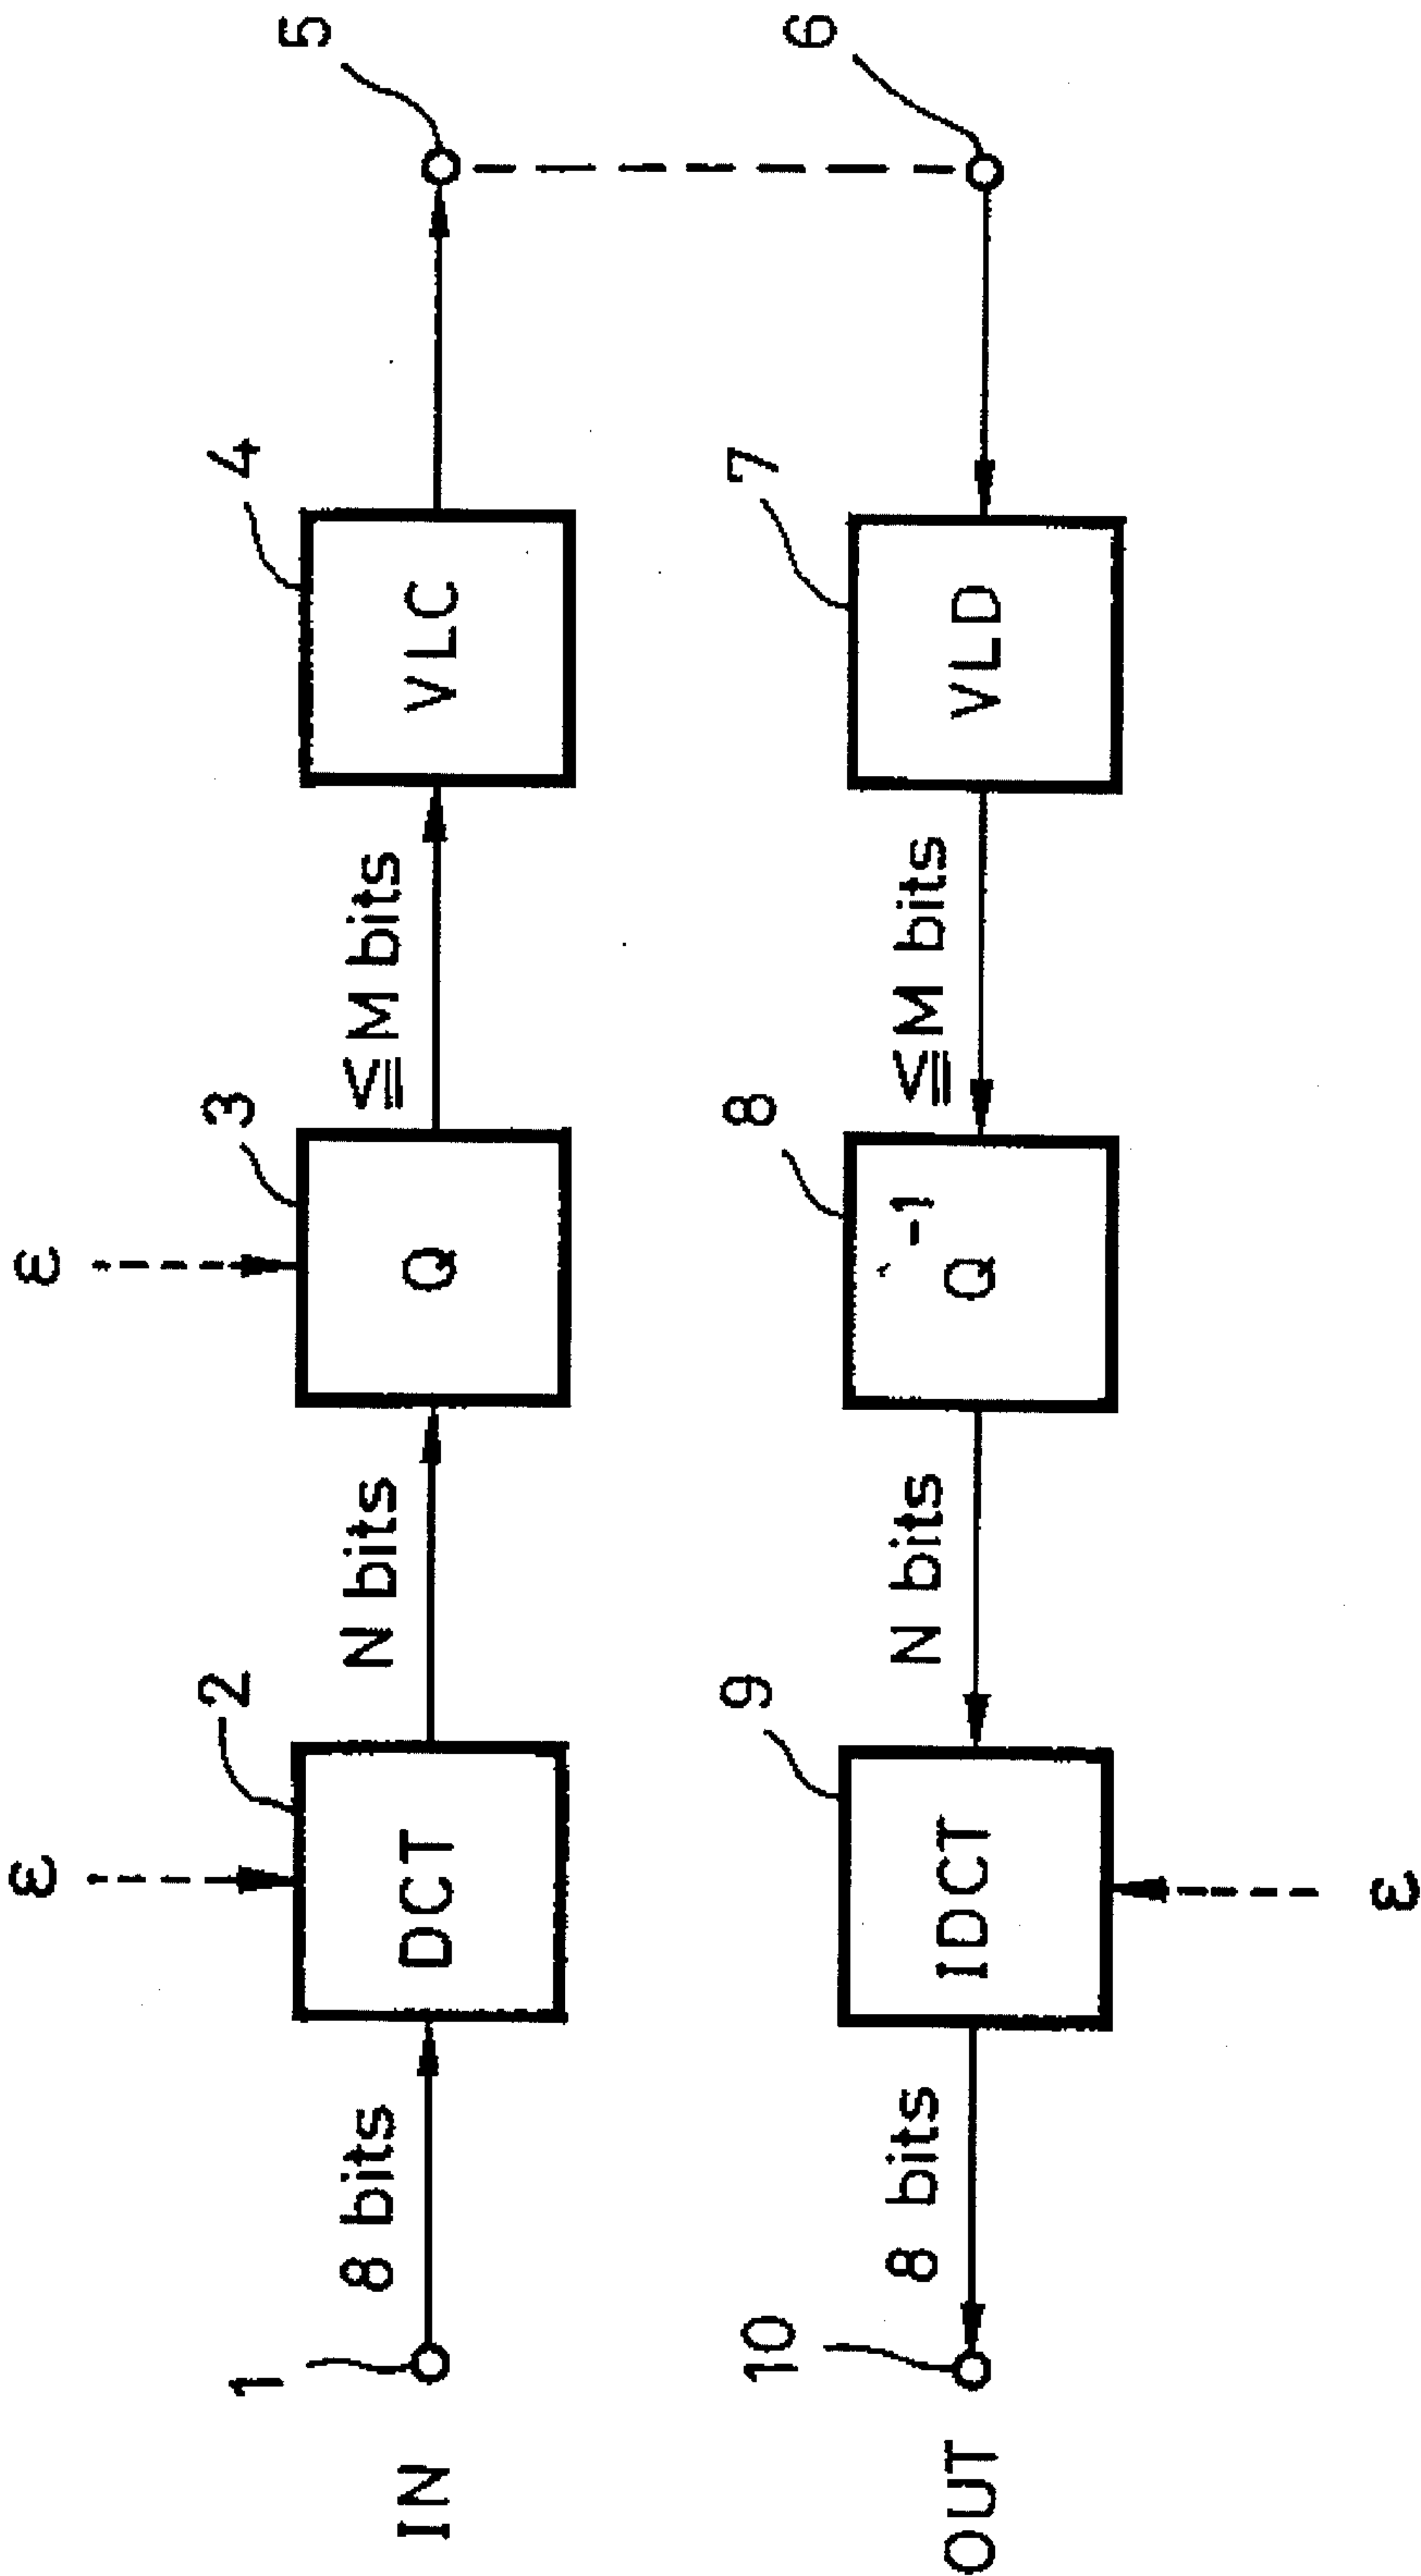 ε ε
1 2 3 4 5
IN 8 bits DCT N bits Q ≦M bits VLC
10 9 8 7 6
OUT 8 bits IDCT N bits Q⁻¹ ≦M bits VLD
ε